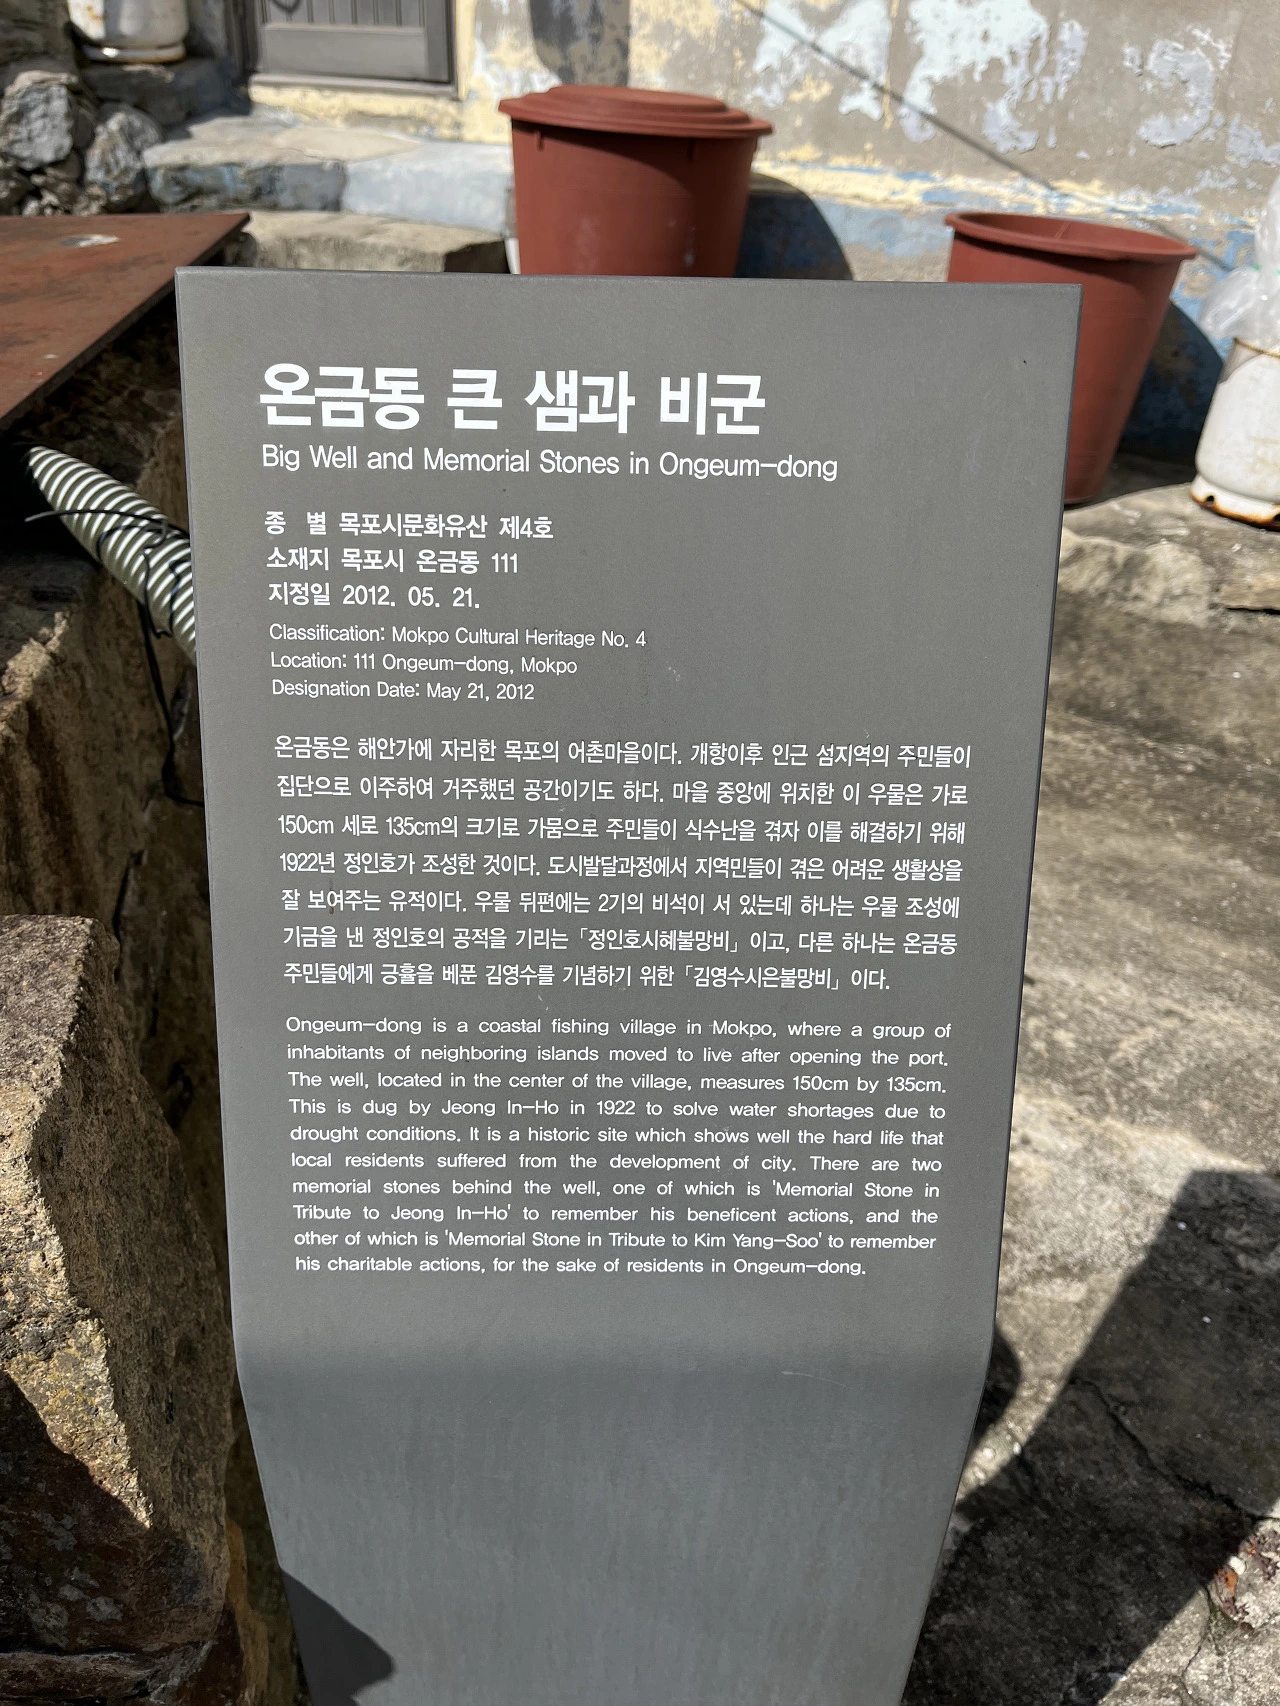 온금동 큰 샘과 비군
Big Well and Memorial Stones in Ongeum-dong
종 별 목포시문화유산 제4호
소재지 목포시 온금동 111
지정일 2012. 05. 21.
Classification: Mokpo Cultural Heritage No. 4
Location: 111 Ongeum-dong, Mokpo
Designation Date: May 21, 2012
온금동은 해안가에 자리한 목포의 어촌마을이다. 개항이후 인근 섬지역의 주민들이
집단으로 이주하여 거주했던 공간이기도 하다. 마을 중앙에 위치한 이 우물은 가로
150cm 세로 135cm의 크기로 가뭄으로 주민들이 식수난을 겪자 이를 해결하기 위해
1922년 정인호가 조성한 것이다. 도시발달과정에서 지역민들이 겪은 어려운 생활상을
잘 보여주는 유적이다. 우물 뒤편에는 2기의 비석이 서 있는데 하나는 우물 조성에
기금을 낸 정인호의 공적을 기리는 「정인호시혜불망비」이고, 다른 하나는 온금동
주민들에게 긍휼을 베푼 김영수를 기념하기 위한 「김영수시은불망비」이다.
Ongeum-dong is a coastal fishing village in Mokpo, where a group of
inhabitants of neighboring islands moved to live after opening the port.
The well, located in the center of the village, measures 150cm by 135cm.
This is dug by Jeong In-Ho in 1922 to solve water shortages due to
drought conditions. It is a historic site which shows well the hard life that
local residents suffered from the development of city. There are two
memorial stones behind the well, one of which is 'Memorial Stone in
Tribute to Jeong In-Ho' to remember his beneficent actions, and the
other of which is 'Memorial Stone in Tribute to Kim Yang-Soo' to remember
his charitable actions, for the sake of residents in Ongeum-dong.